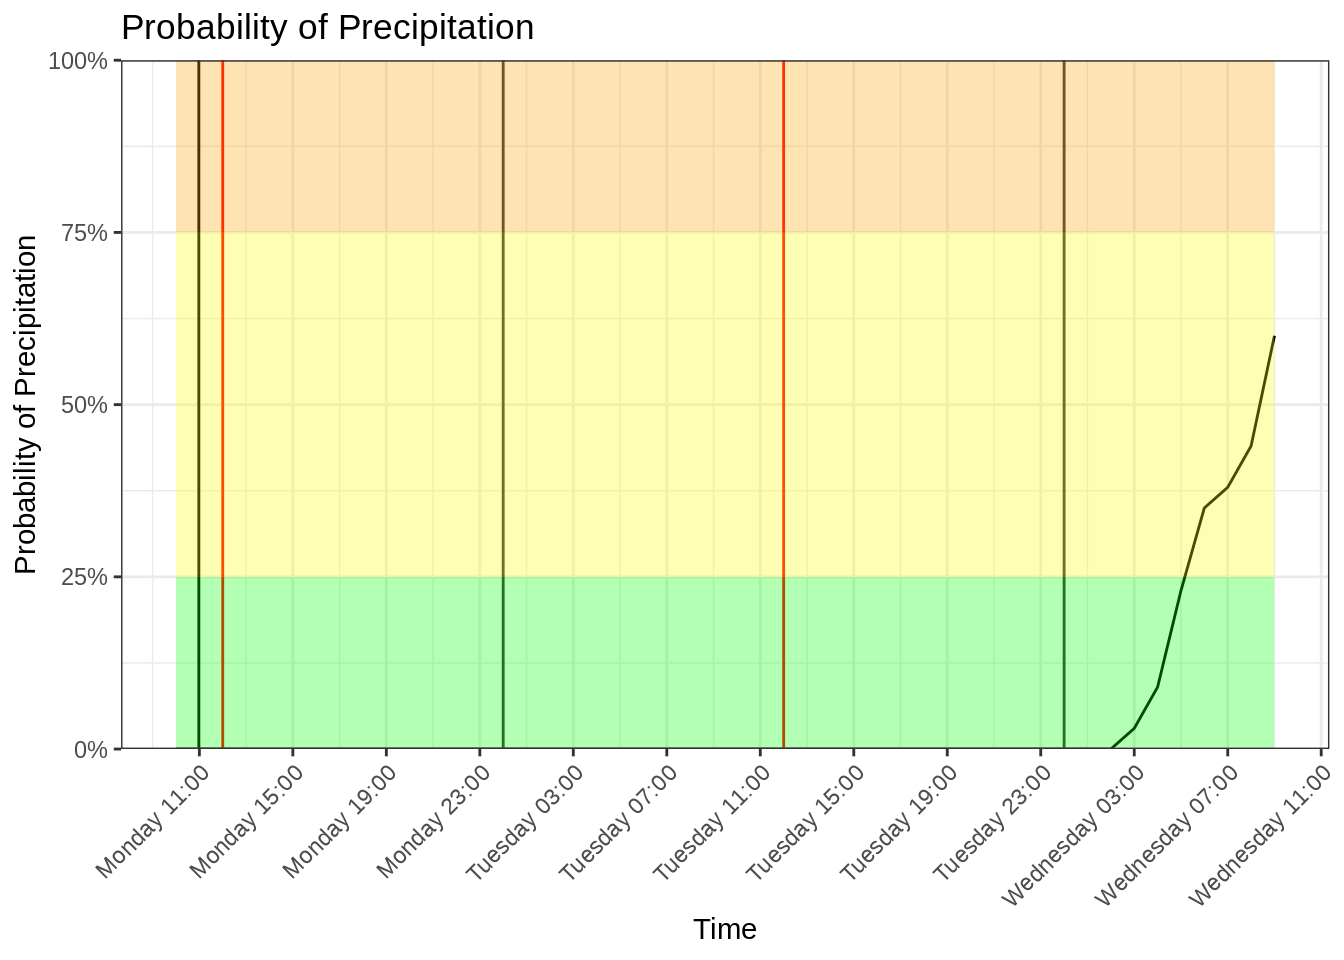 Probability of Precipitation
Probability of Precipitation
100%
75%
50%
25%
0%
Monday 11:00
Monday 15:00
Monday 19:00
Monday 23:00
Tuesday 03:00
Tuesday 07:00
Tuesday 11:00
Tuesday 15:00
Tuesday 19:00
Tuesday 23:00
Wednesday 03:00
Wednesday 07:00
Wednesday 11:00
Time